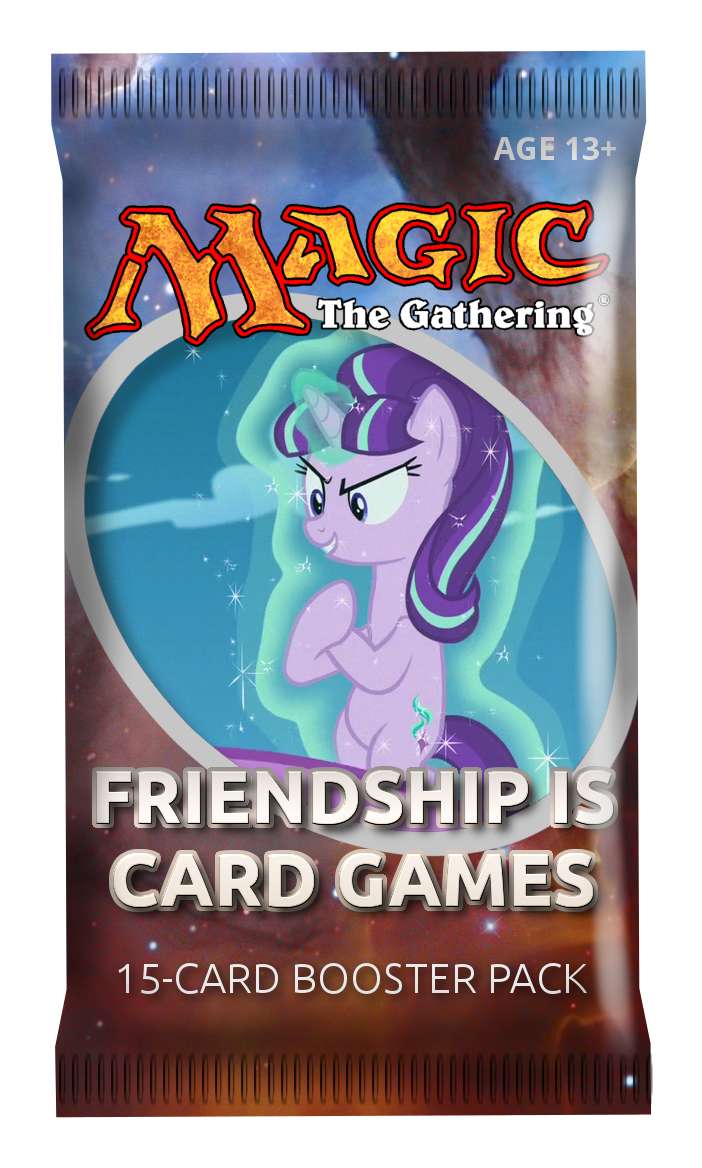 AGE 13+
MAGIC
The Gathering®
FRIENDSHIP IS
CARD GAMES
15-CARD BOOSTER PACK